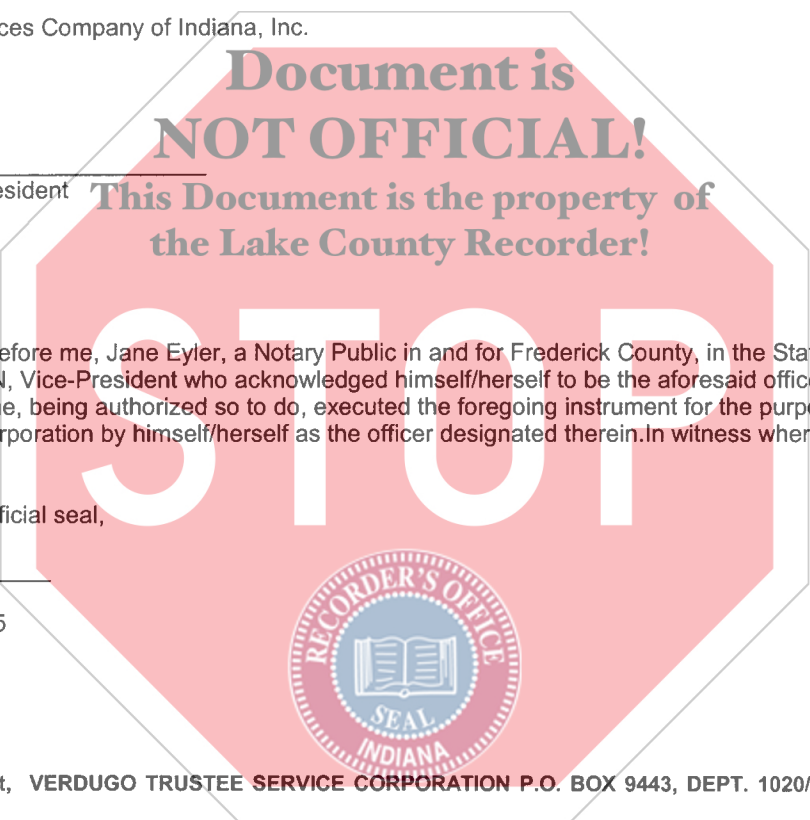 ces Company of Indiana, Inc.
Document is
NOT OFFICIAL!
esident
This Document is the property of
the Lake County Recorder!
STOP
efore me, Jane Eyler, a Notary Public in and for Frederick County, in the Sta
N, Vice-President who acknowledged himself/herself to be the aforesaid office
e, being authorized so to do, executed the foregoing instrument for the purp
rporation by himself/herself as the officer designated therein.In witness wher
ficial seal,
5
RECORDER'S OFFICE
SEAL
INDIANA
t, VERDUGO TRUSTEE SERVICE CORPORATION P.O. BOX 9443, DEPT. 1020/